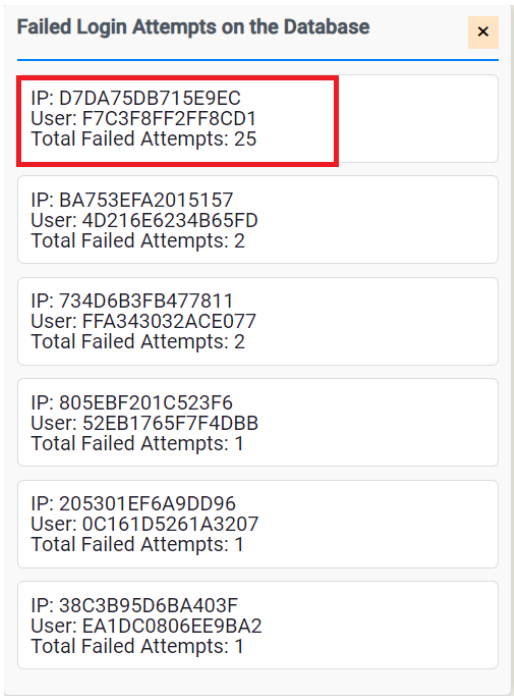 Failed Login Attempts on the Database
×
IP: D7DA75DB715E9EC
User: F7C3F8FF2FF8CD1
Total Failed Attempts: 25
IP: BA753EFA2015157
User: 4D216E6234B65FD
Total Failed Attempts: 2
IP: 734D6B3FB477811
User: FFA343032ACE077
Total Failed Attempts: 2
IP: 805EBF201C523F6
User: 52EB1765F7F4DBB
Total Failed Attempts: 1
IP: 205301EF6A9DD96
User: 0C161D5261A3207
Total Failed Attempts: 1
IP: 38C3B95D6BA403F
User: EA1DC0806EE9BA2
Total Failed Attempts: 1